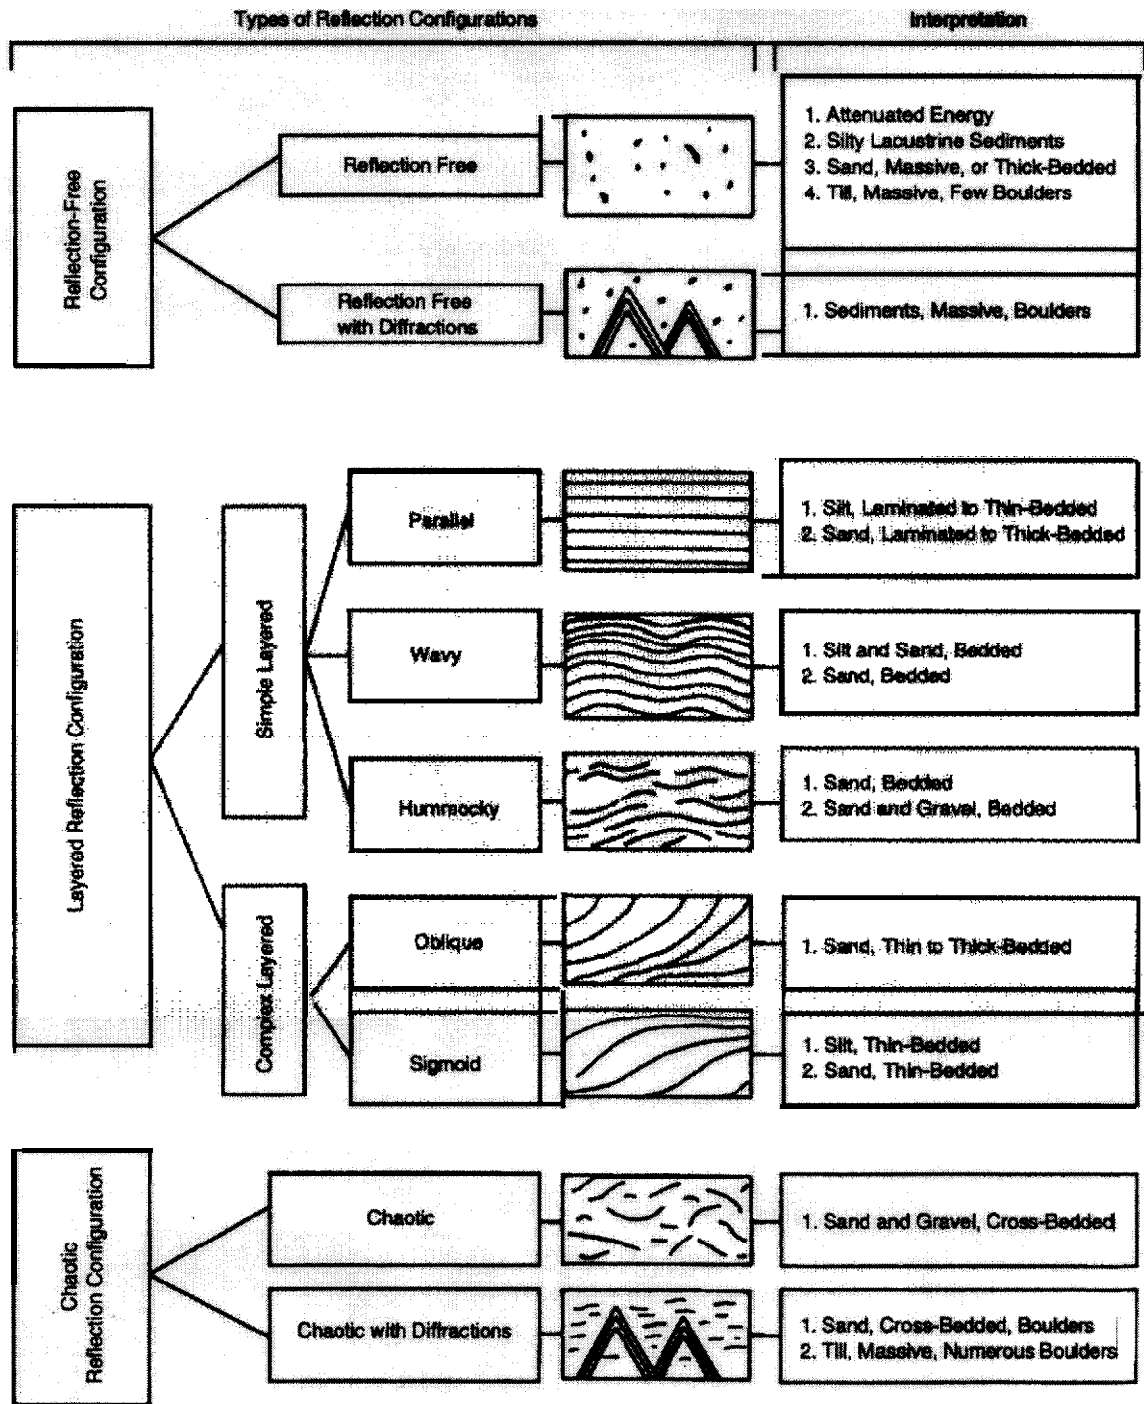 Types of Reflection Configurations
Interpretation
Reflection-Free
Configuration
Reflection Free
1. Attenuated Energy
2. Silty Lacustrine Sediments
3. Sand, Massive, or Thick-Bedded
4. Till, Massive, Few Boulders
Reflection Free
with Diffractions
1. Sediments, Massive, Boulders
Layered Reflection Configuration
Simple Layered
Parallel
1. Silt, Laminated to Thin-Bedded
2. Sand, Laminated to Thick-Bedded
Wavy
1. Silt and Sand, Bedded
2. Sand, Bedded
Hummocky
1. Sand, Bedded
2. Sand and Gravel, Bedded
Complex Layered
Oblique
1. Sand, Thin to Thick-Bedded
Sigmoid
1. Silt, Thin-Bedded
2. Sand, Thin-Bedded
Chaotic
Reflection Configuration
Chaotic
1. Sand and Gravel, Cross-Bedded
Chaotic with Diffractions
1. Sand, Cross-Bedded, Boulders
2. Till, Massive, Numerous Boulders